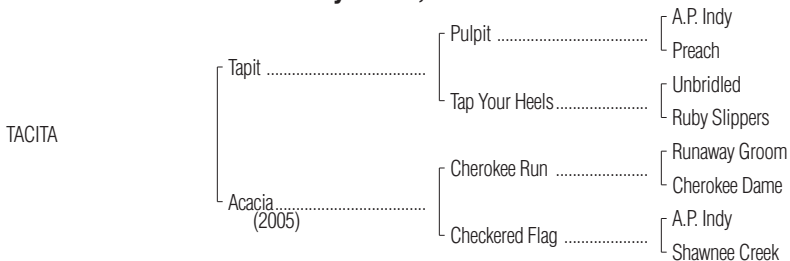 A.P. Indy
Pulpit
Preach
Tapit
Unbridled
Tap Your Heels
Ruby Slippers
TACITA
Runaway Groom
Cherokee Run
Cherokee Dame
Acacia
(2005)
A.P. Indy
Checkered Flag
Shawnee Creek